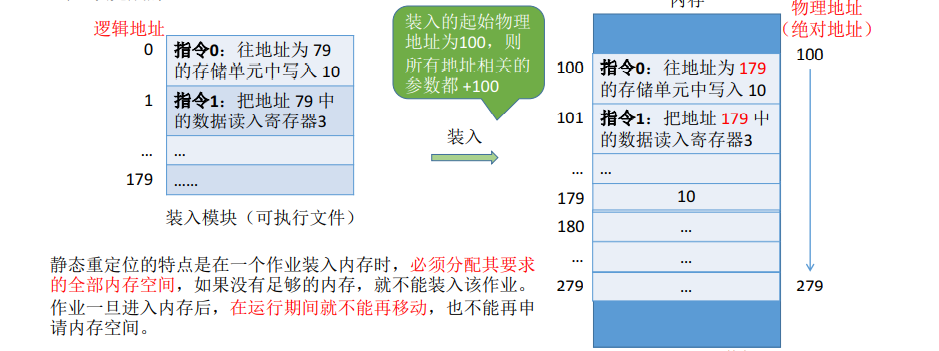 逻辑地址
0
指令0：往地址为 79
的存储单元中写入 10
1
指令1：把地址 79 中
的数据读入寄存器3
...
...
179
......
装入模块（可执行文件）
装入的起始物理
地址为100，则
所有地址相关的
参数都 +100
装入
内存
物理地址
（绝对地址）
100
指令0：往地址为 179
的存储单元中写入 10
100
101
指令1：把地址 179 中
的数据读入寄存器3
...
...
179
10
180
...
...
...
279
...
279
静态重定位的特点是在一个作业装入内存时，必须分配其要求
的全部内存空间，如果没有足够的内存，就不能装入该作业。
作业一旦进入内存后，在运行期间就不能再移动，也不能再申
请内存空间。